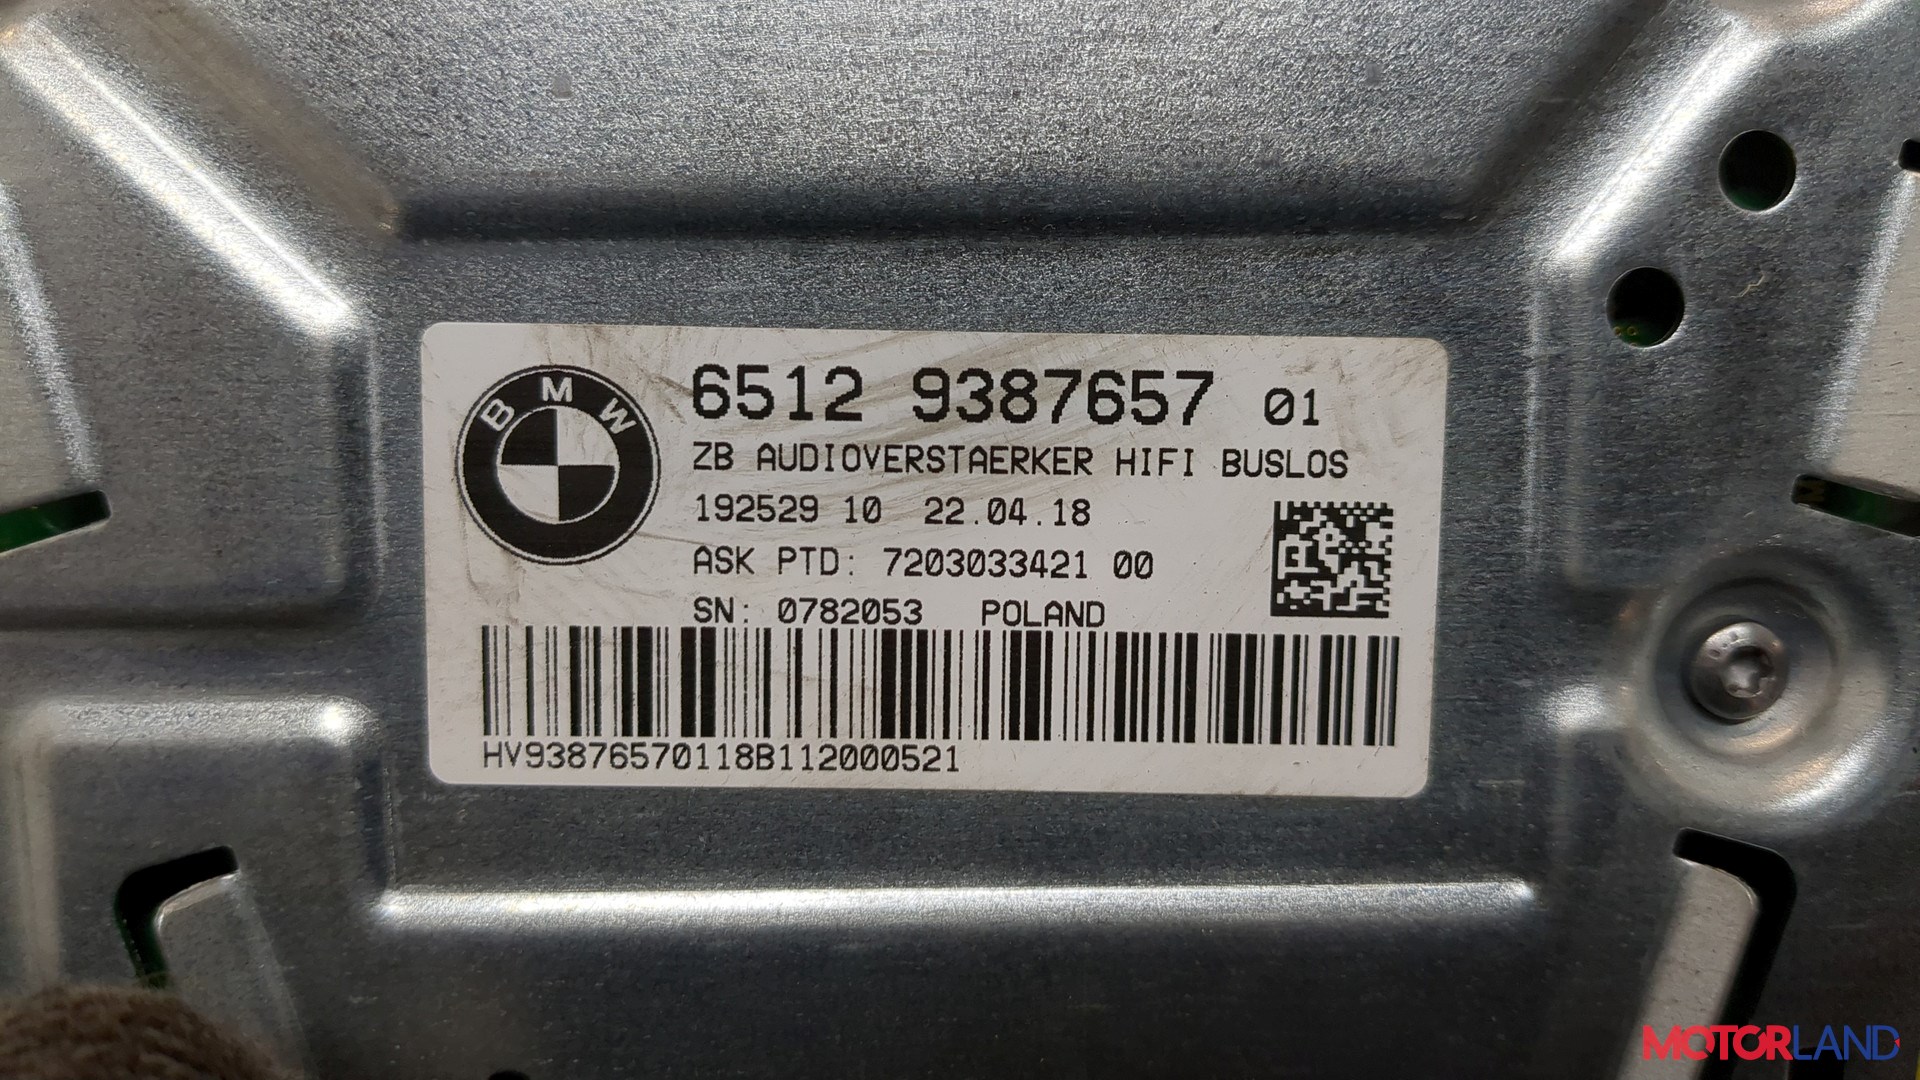 BMW
6512 9387657 01
ZB AUDIOVERSTAERKER HIFI BUSLOS
192529 10 22.04.18
ASK PTD: 7203033421 00
SN: 0782053 POLAND
HV93876570118B112000521
MOTORLAND